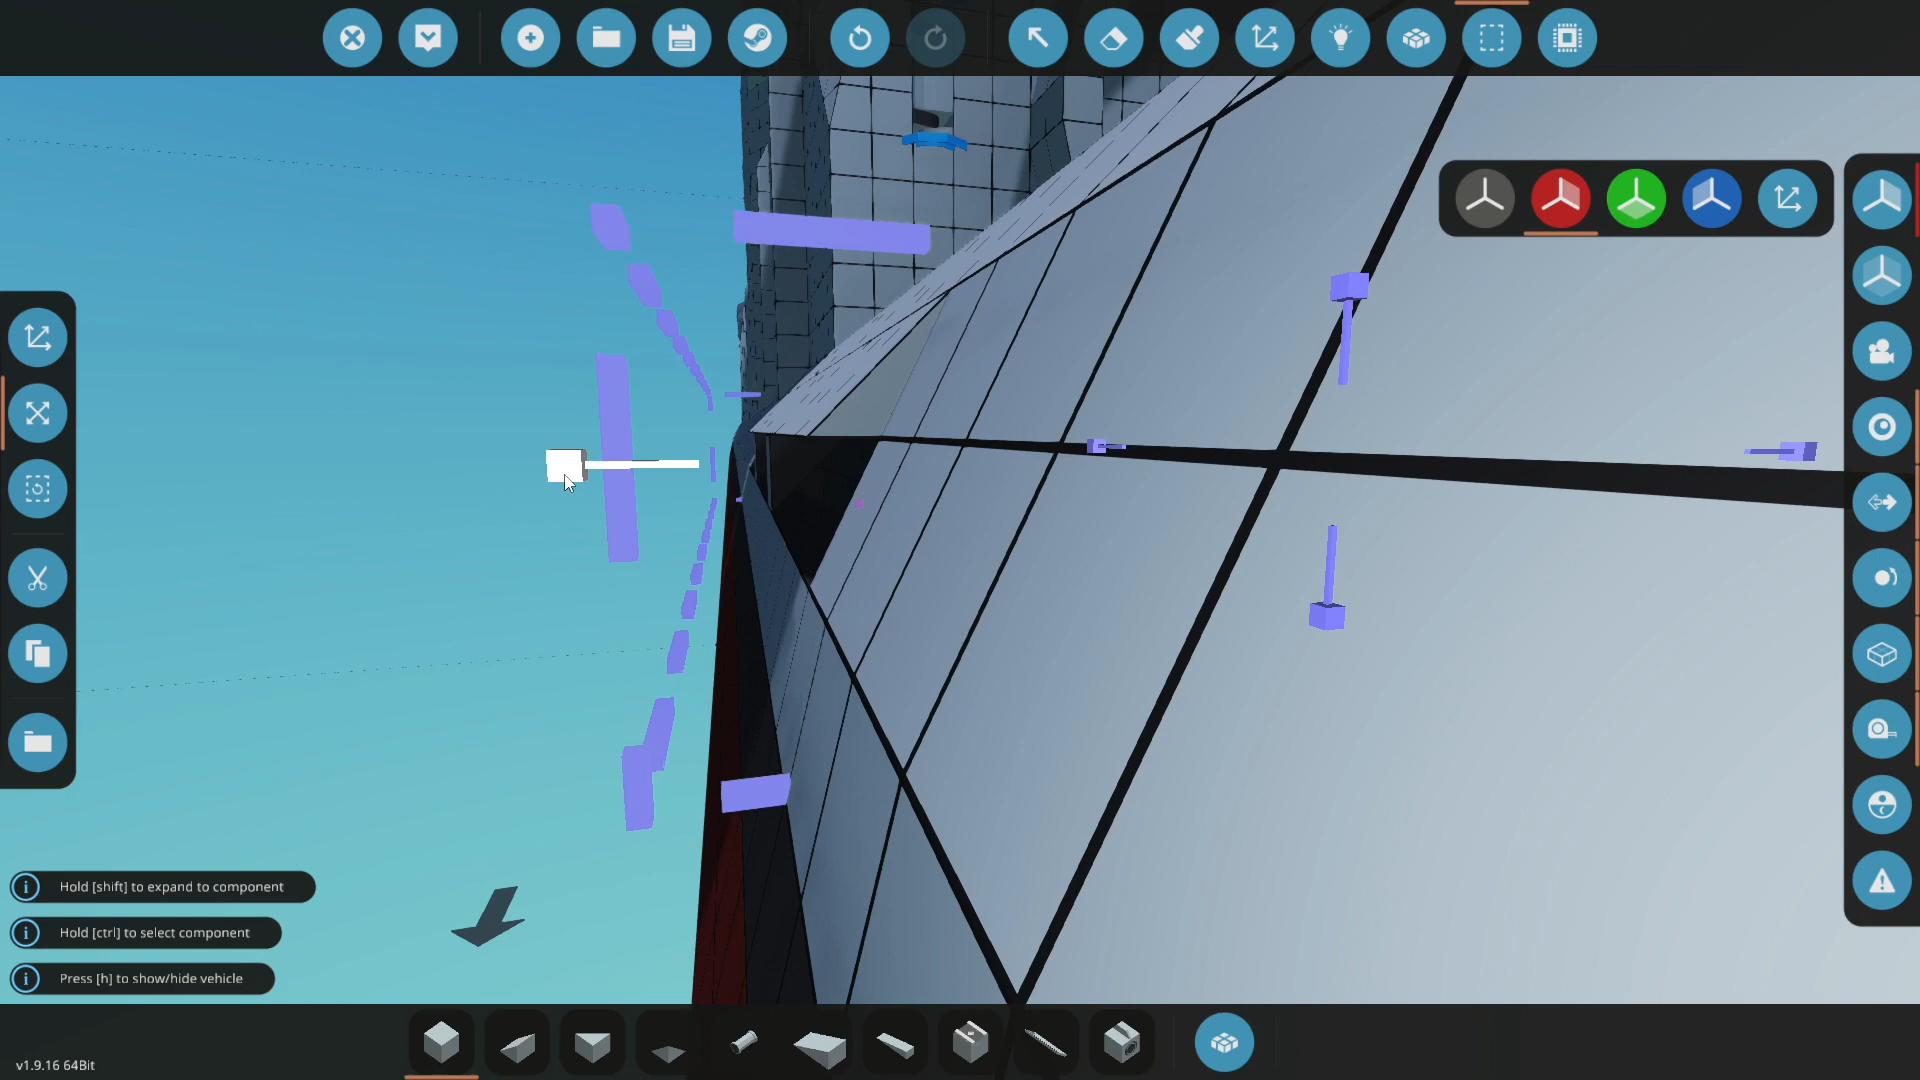 Hold [shift] to expand to component
Hold [ctrl] to select component
Press [h] to show/hide vehicle
v1.9.16 64Bit